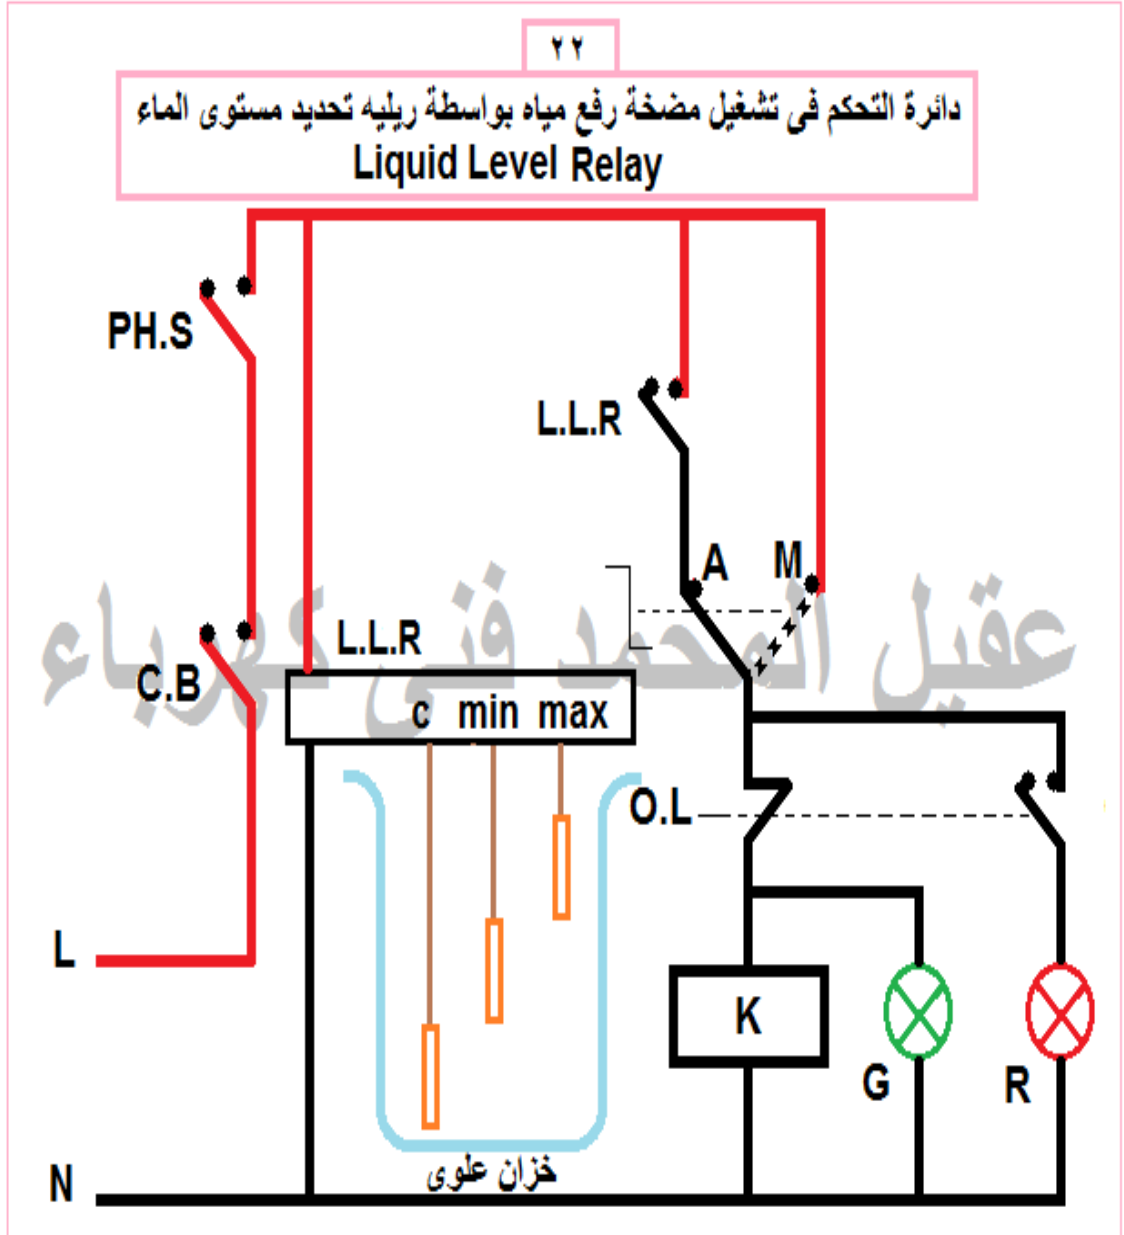 ٢٢
دائرة التحكم فى تشغيل مضخة رفع مياه بواسطة ريليه تحديد مستوى الماء
Liquid Level Relay
PH.S
L.L.R
A M
عقيل المحمد فنى كهرباء
L.L.R
C.B
c min max
O.L
L
K
G
R
خزان علوى
N